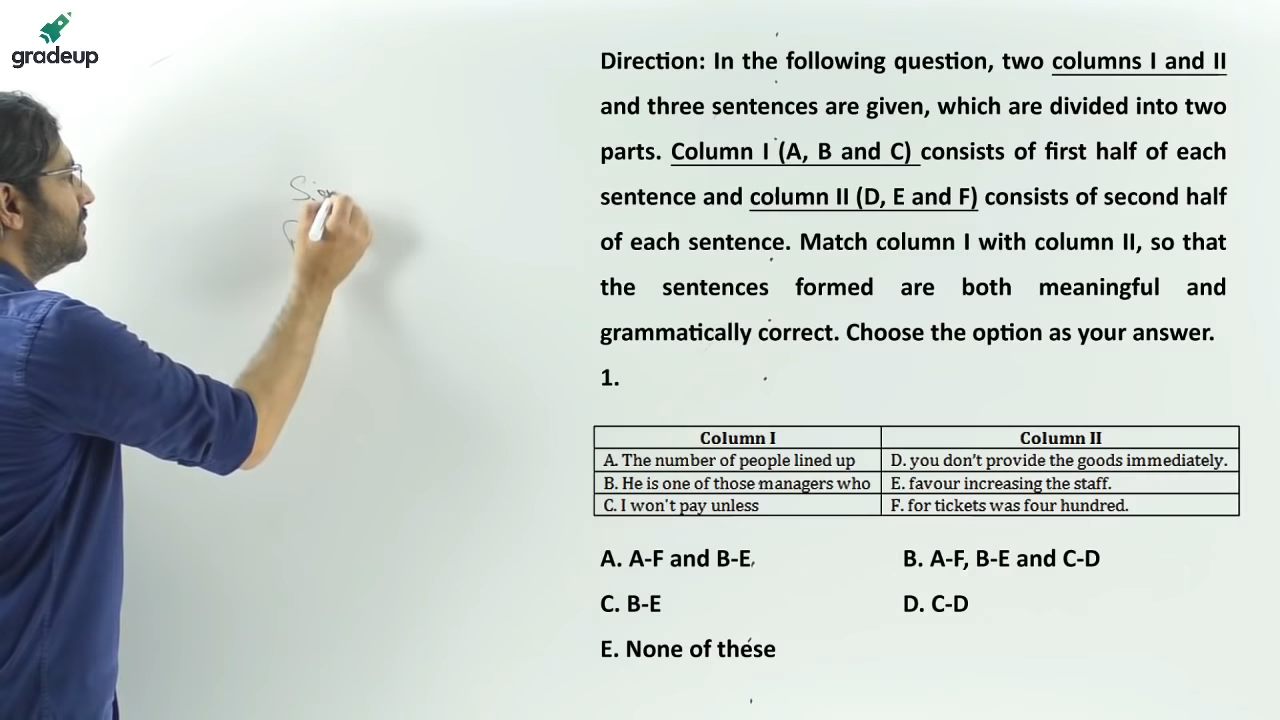 gradeup
Direction: In the following question, two columns I and II
and three sentences are given, which are divided into two
parts. Column I (A, B and C) consists of first half of each
sentence and column II (D, E and F) consists of second half
of each sentence. Match column I with column II, so that
the sentences formed are both meaningful and
grammatically correct. Choose the option as your answer.
1.
Column I Column II
A. The number of people lined up D. you don't provide the goods immediately.
B. He is one of those managers who E. favour increasing the staff.
C. I won't pay unless F. for tickets was four hundred.
A. A-F and B-E, B. A-F, B-E and C-D
C. B-E D. C-D
E. None of these